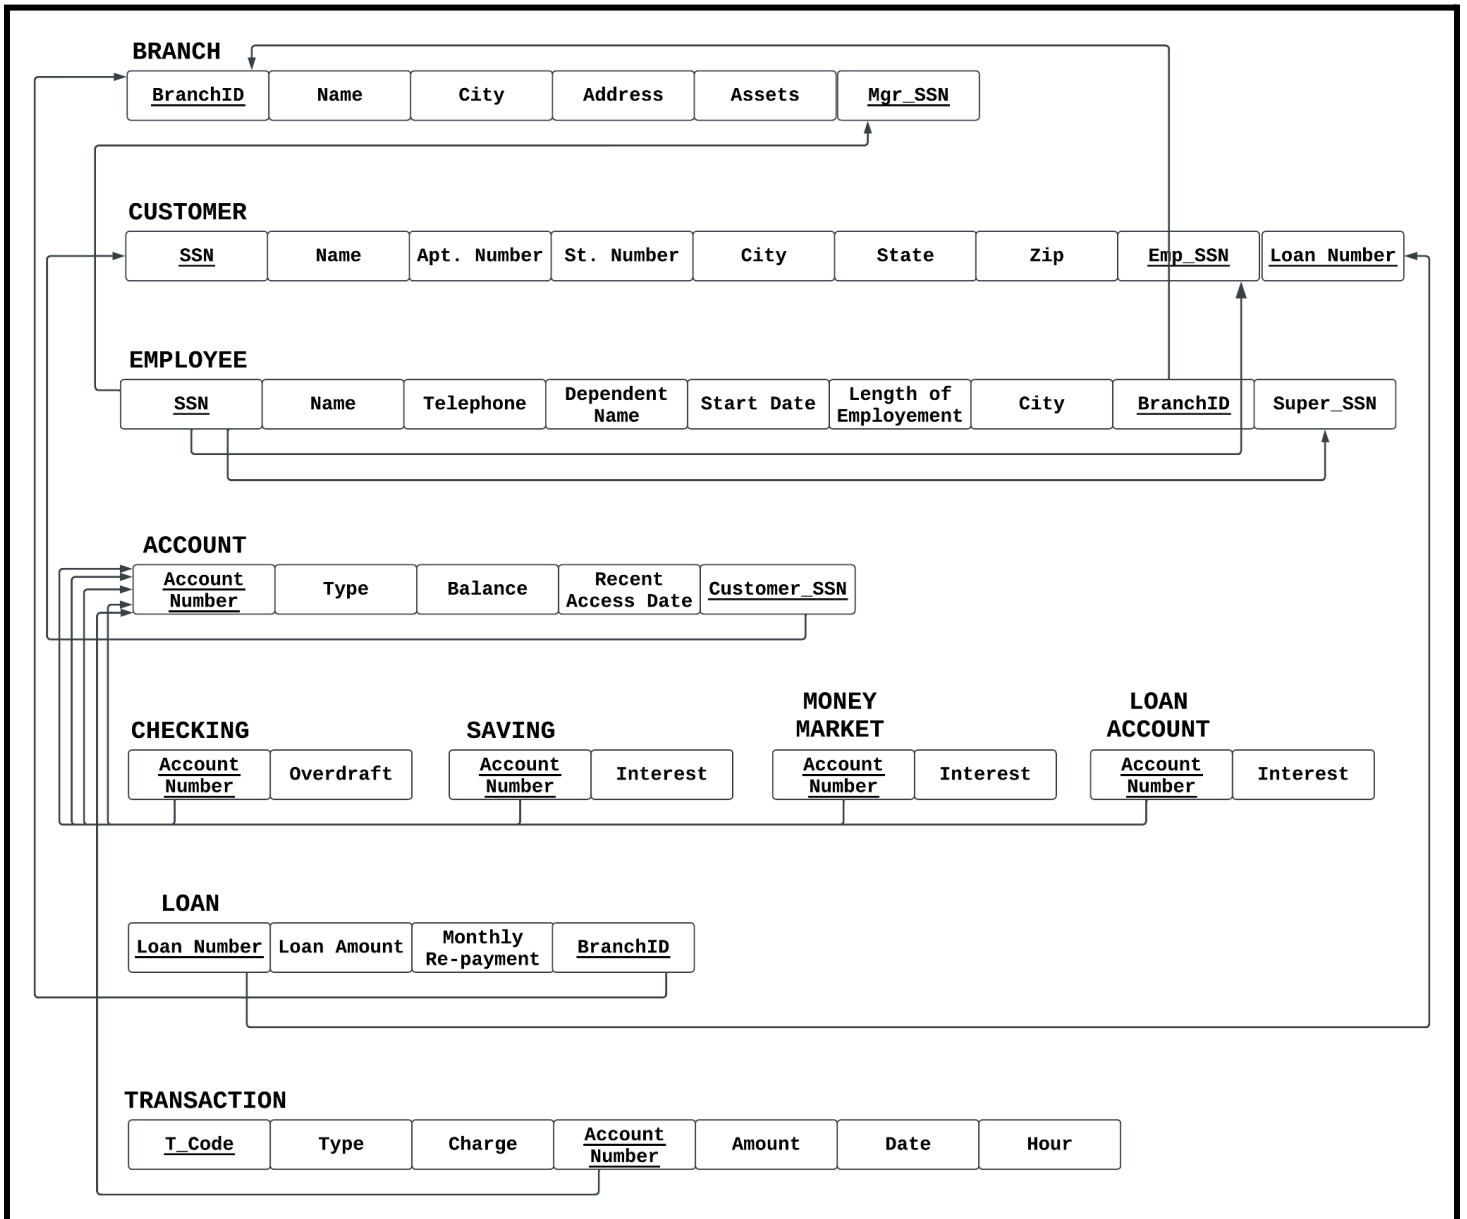 BRANCH
BranchID Name City Address Assets Mgr_SSN
CUSTOMER
SSN Name Apt. Number St. Number City State Zip Emp_SSN Loan Number
EMPLOYEE
SSN Name Telephone Dependent Name Start Date Length of Employement City BranchID Super_SSN
ACCOUNT
Account Number Type Balance Recent Access Date Customer_SSN
CHECKING
Account Number Overdraft
SAVING
Account Number Interest
MONEY
MARKET
Account Number Interest
LOAN
ACCOUNT
Account Number Interest
LOAN
Loan Number Loan Amount Monthly Re-payment BranchID
TRANSACTION
T_Code Type Charge Account Number Amount Date Hour